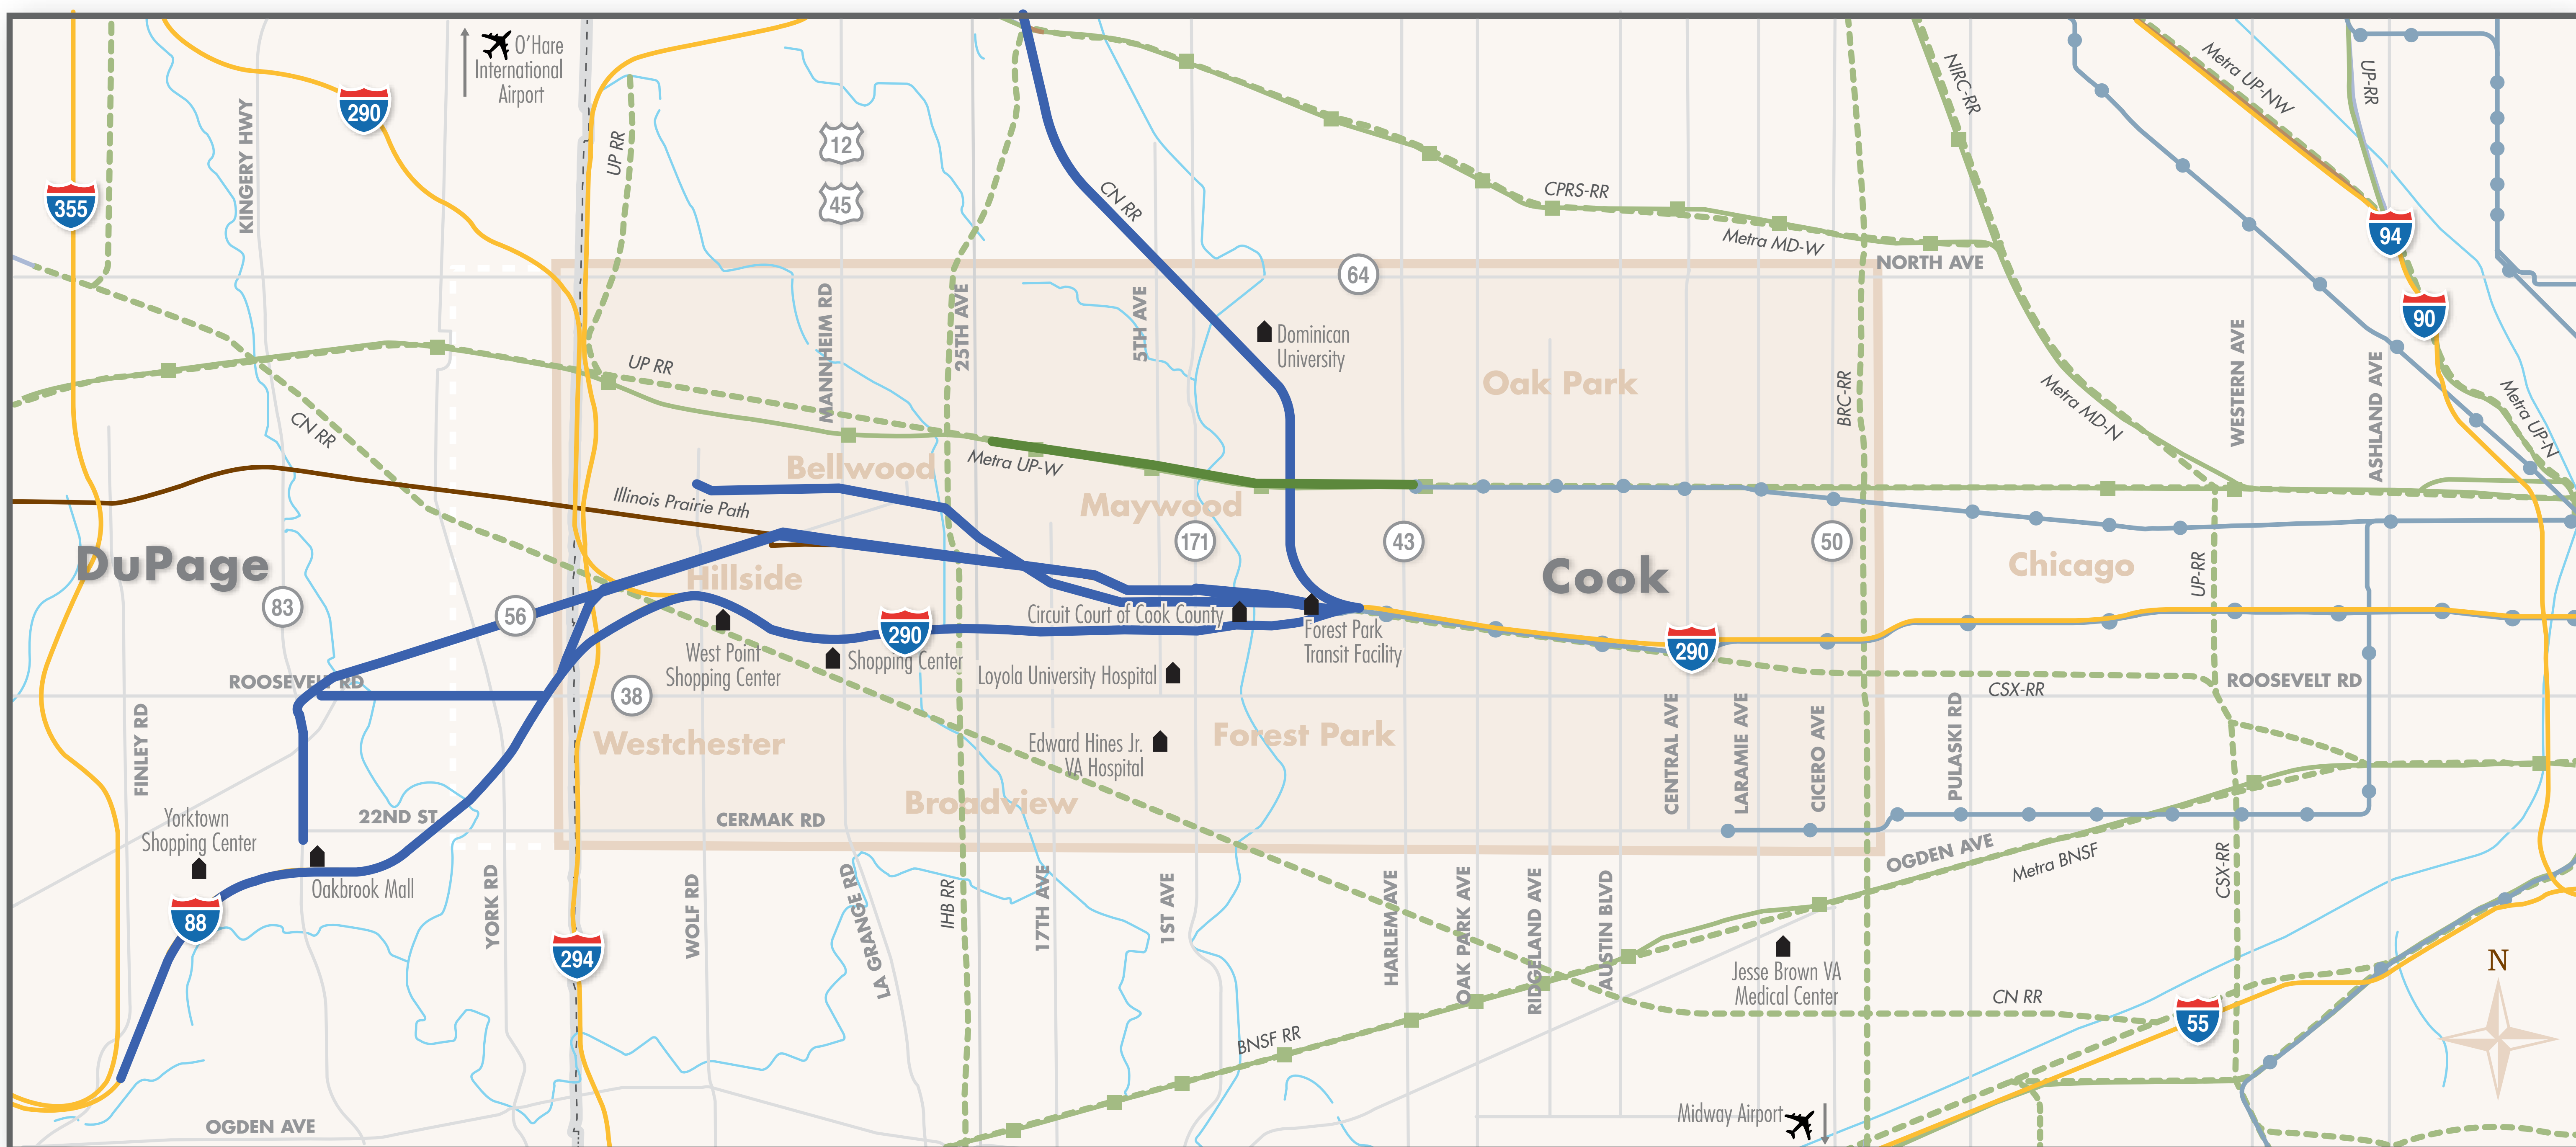 O'Hare
International
Airport
290
355
KINGERY HWY
UP RR
12
45
CN RR
CPRS-RR
Metra MD-W
NORTH AVE
64
NIRC-RR
Metra UP-NW
UP-RR
94
90
Dominican
University
MANNHEIM RD
25TH AVE
5TH AVE
Oak Park
BRC-RR
WESTERN AVE
ASHLAND AVE
Metra MD-N
Metra UP-N
UP RR
CN RR
Bellwood
Metra UP-W
Illinois Prairie Path
Maywood
171
43
50
DuPage
Hillside
Cook
Chicago
UP-RR
83
56
Circuit Court of Cook County
290
Forest Park
Transit Facility
290
West Point
Shopping Center
Shopping Center
Loyola University Hospital
ROOSEVELT RD
38
CSX-RR
ROOSEVELT RD
FINLEY RD
Westchester
Edward Hines Jr.
VA Hospital
Forest Park
CENTRAL AVE
LARAMIE AVE
CICERO AVE
PULASKI RD
Broadview
Yorktown
Shopping Center
22ND ST
CERMAK RD
OGDEN AVE
Metra BNSF
CSX-RR
Oakbrook Mall
88
YORK RD
294
WOLF RD
LA GRANGE RD
IHB RR
17TH AVE
1ST AVE
HARLEM AVE
OAK PARK AVE
RIDGELAND AVE
AUSTIN BLVD
Jesse Brown VA
Medical Center
CN RR
55
N
BNSF RR
OGDEN AVE
Midway Airport